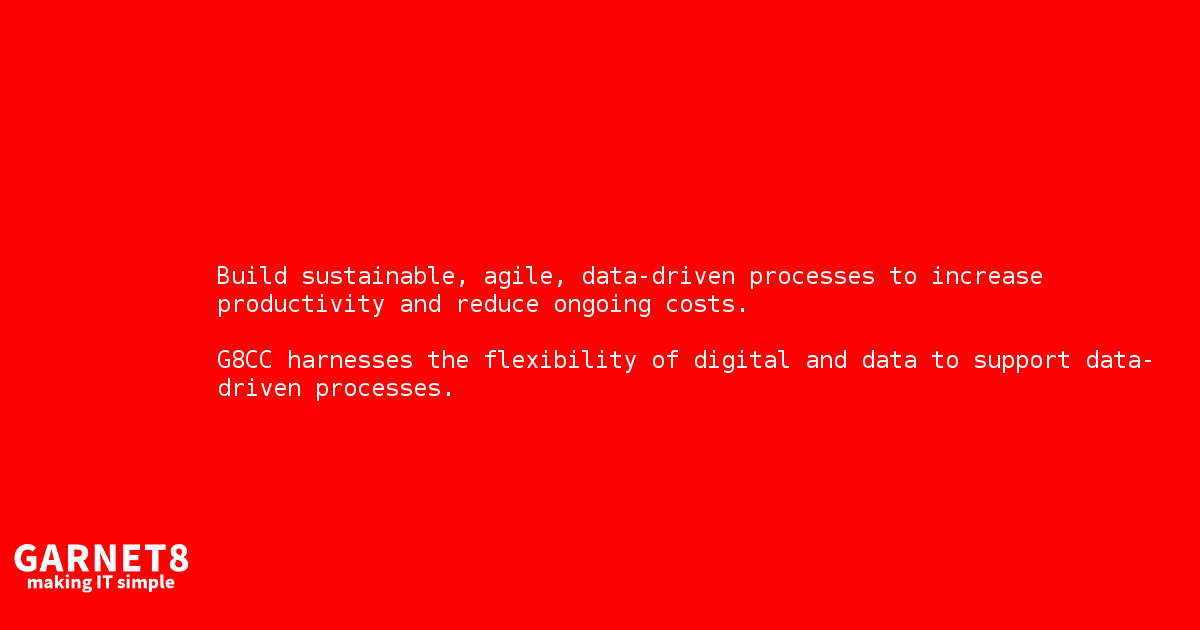 Build sustainable, agile, data-driven processes to increase
productivity and reduce ongoing costs.
G8CC harnesses the flexibility of digital and data to support data-
driven processes.
GARNET8
making IT simple